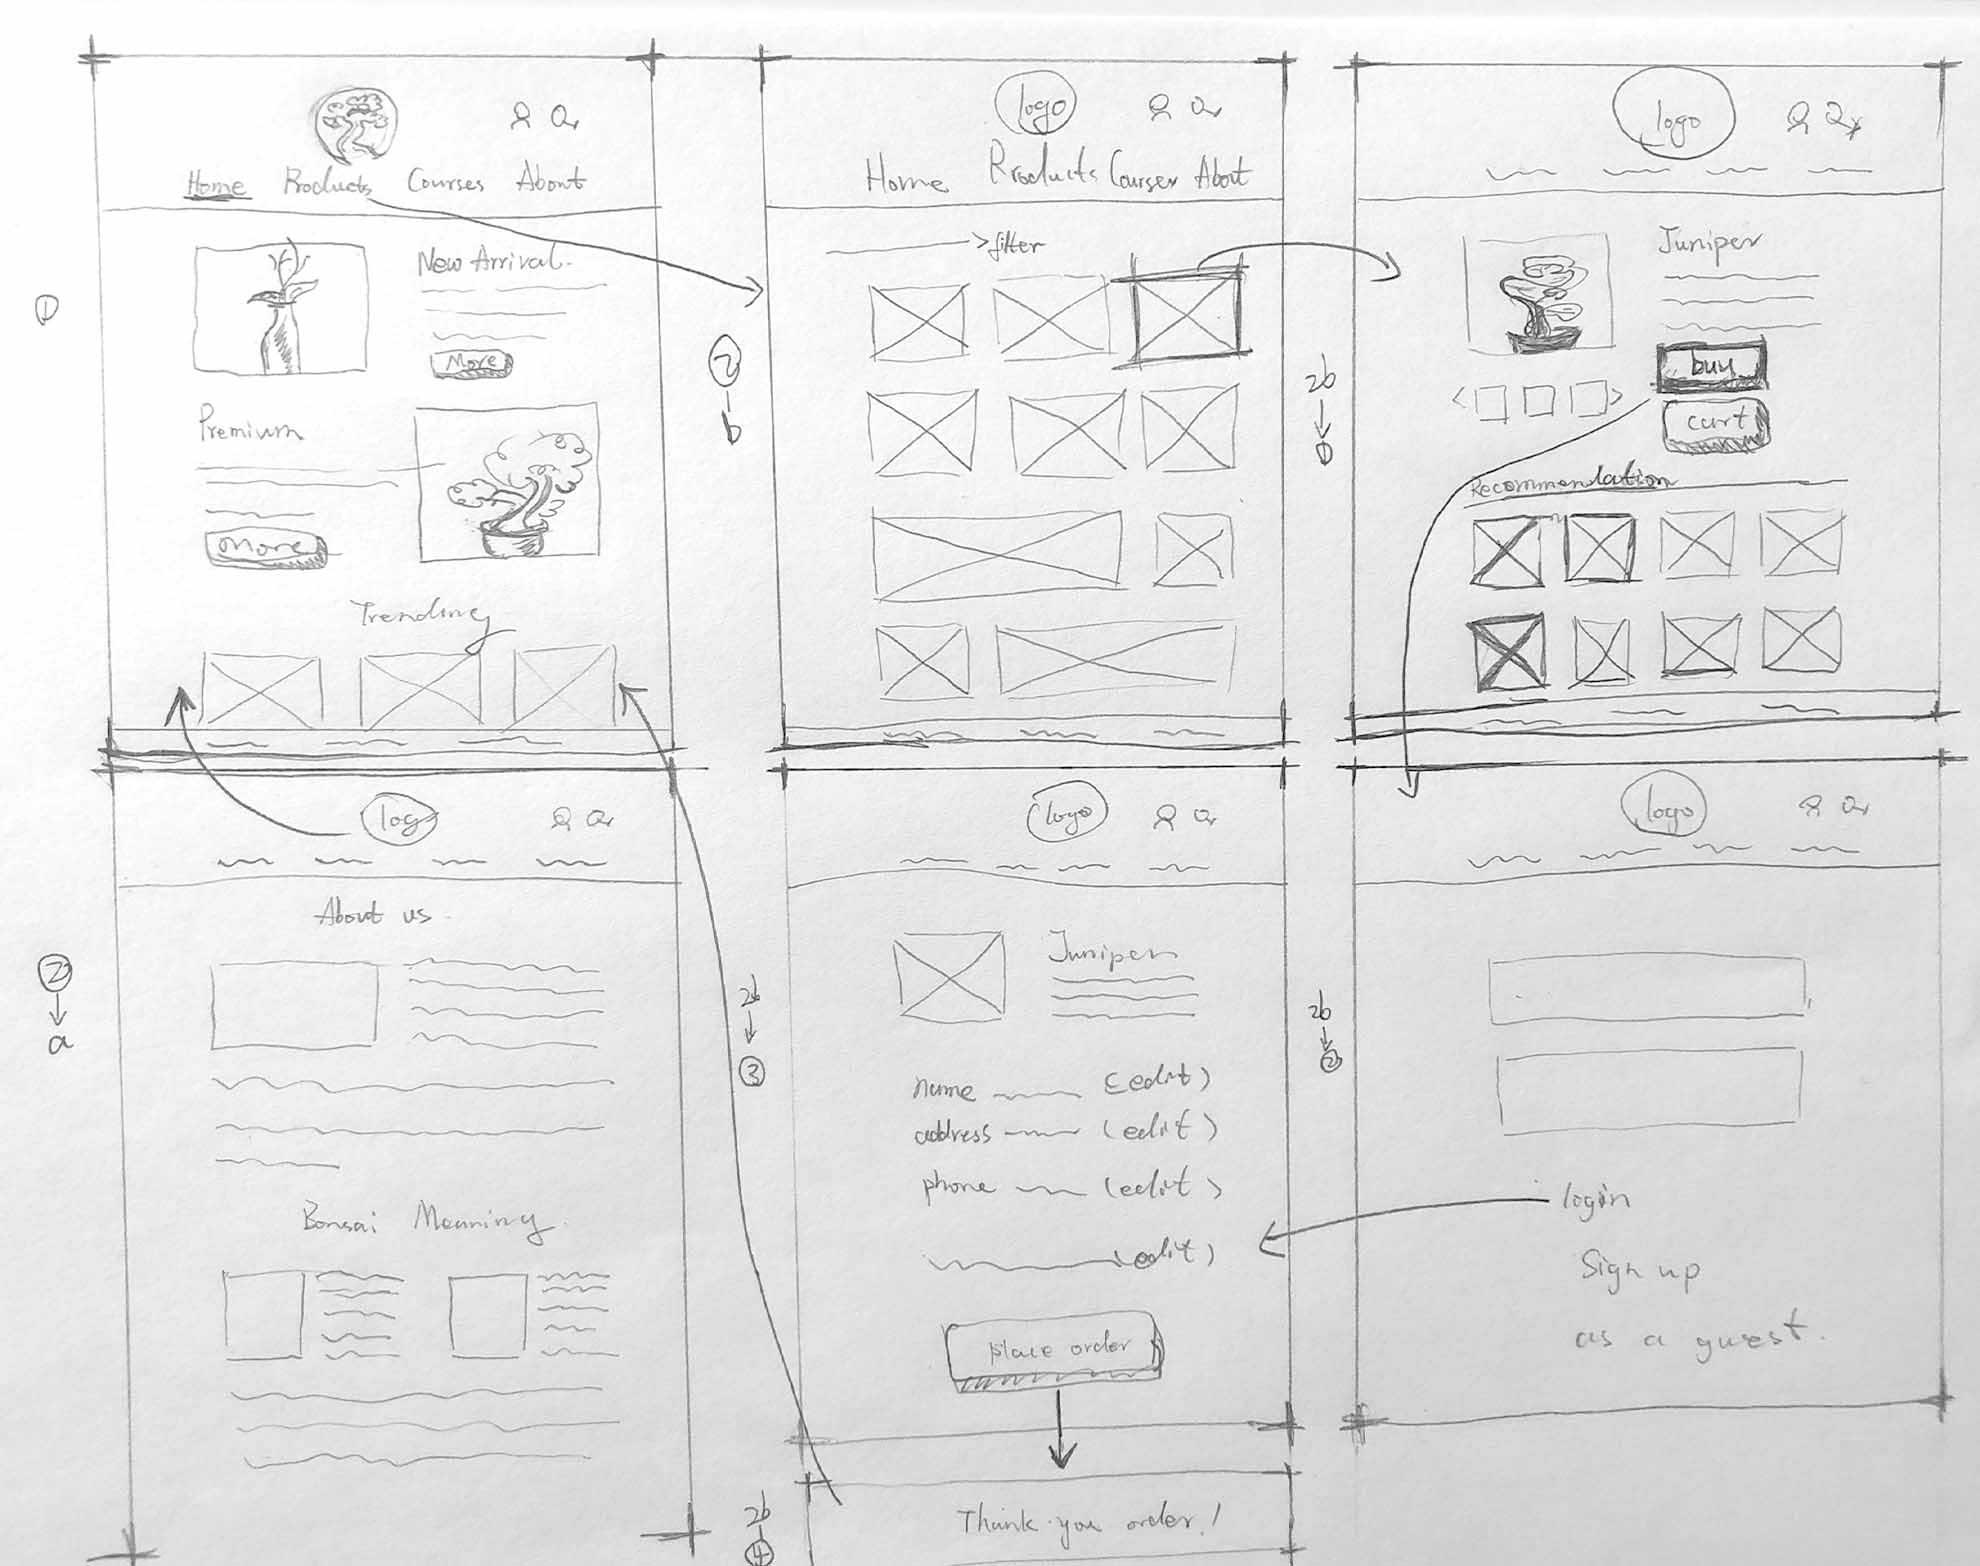 Home Products Courses About
①
New Arrival.
More
Premium
More
Trending
logo
Home Products Courses About
②
b
> filter
logo
2b
①
Juniper
buy
cart
< >
Recommendation
②
a
logo
About us
Bonsai Meaning.
logo
2b
③
Juniper
name (edit)
address (edit)
phone (edit)
(edit)
place order
logo
2b
②
login
Sign up
as a guest.
2b
④
Thank you order!